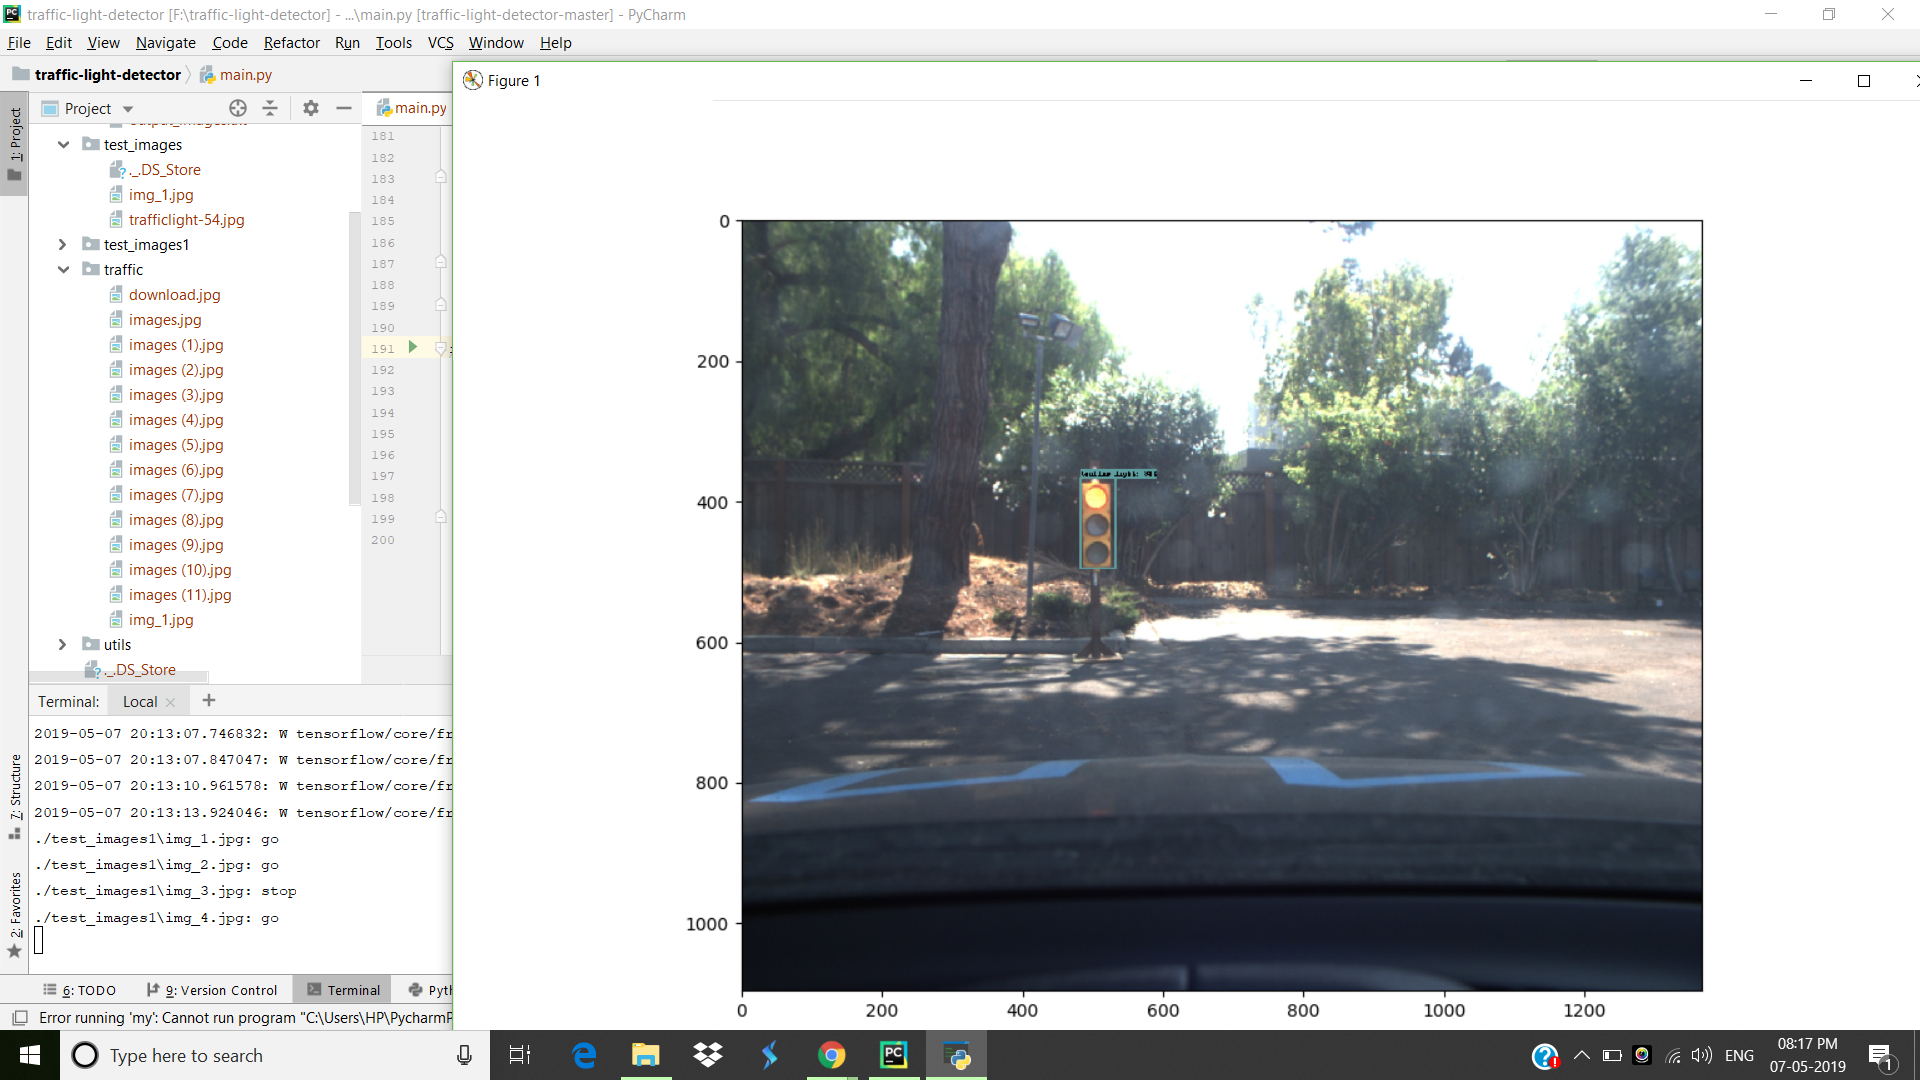 traffic-light-detector [F:\traffic-light-detector] - ...\main.py [traffic-light-detector-master] - PyCharm
File Edit View Navigate Code Refactor Run Tools VCS Window Help
traffic-light-detector main.py
Figure 1
1: Project
Project
main.py
test_images
._.DS_Store
img_1.jpg
trafficlight-54.jpg
test_images1
traffic
download.jpg
images.jpg
images (1).jpg
images (2).jpg
images (3).jpg
images (4).jpg
images (5).jpg
images (6).jpg
images (7).jpg
images (8).jpg
images (9).jpg
images (10).jpg
images (11).jpg
img_1.jpg
utils
._.DS_Store
181
182
183
184
185
186
187
188
189
190
191
192
193
194
195
196
197
198
199
200
0
200
400
600
800
1000
0 200 400 600 800 1000 1200
Terminal: Local
2019-05-07 20:13:07.746832: W tensorflow/core/fr
2019-05-07 20:13:07.847047: W tensorflow/core/fr
2019-05-07 20:13:10.961578: W tensorflow/core/fr
2019-05-07 20:13:13.924046: W tensorflow/core/fr
./test_images1\img_1.jpg: go
./test_images1\img_2.jpg: go
./test_images1\img_3.jpg: stop
./test_images1\img_4.jpg: go
7: Structure
2: Favorites
6: TODO 9: Version Control Terminal Pyth
Error running 'my': Cannot run program "C:\Users\HP\PycharmP
Type here to search
PC
ENG
08:17 PM
07-05-2019
1